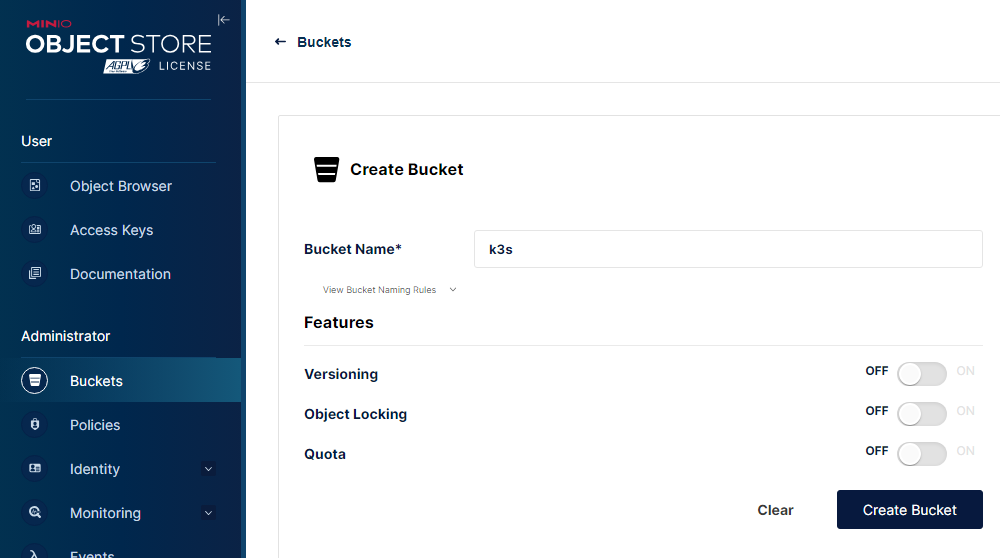 MINIO
OBJECT STORE
AGPL LICENSE
User
Object Browser
Access Keys
Documentation
Administrator
Buckets
Policies
Identity
Monitoring
Events
← Buckets
Create Bucket
Bucket Name*
k3s
View Bucket Naming Rules
Features
Versioning
OFF ON
Object Locking
OFF ON
Quota
OFF ON
Clear
Create Bucket